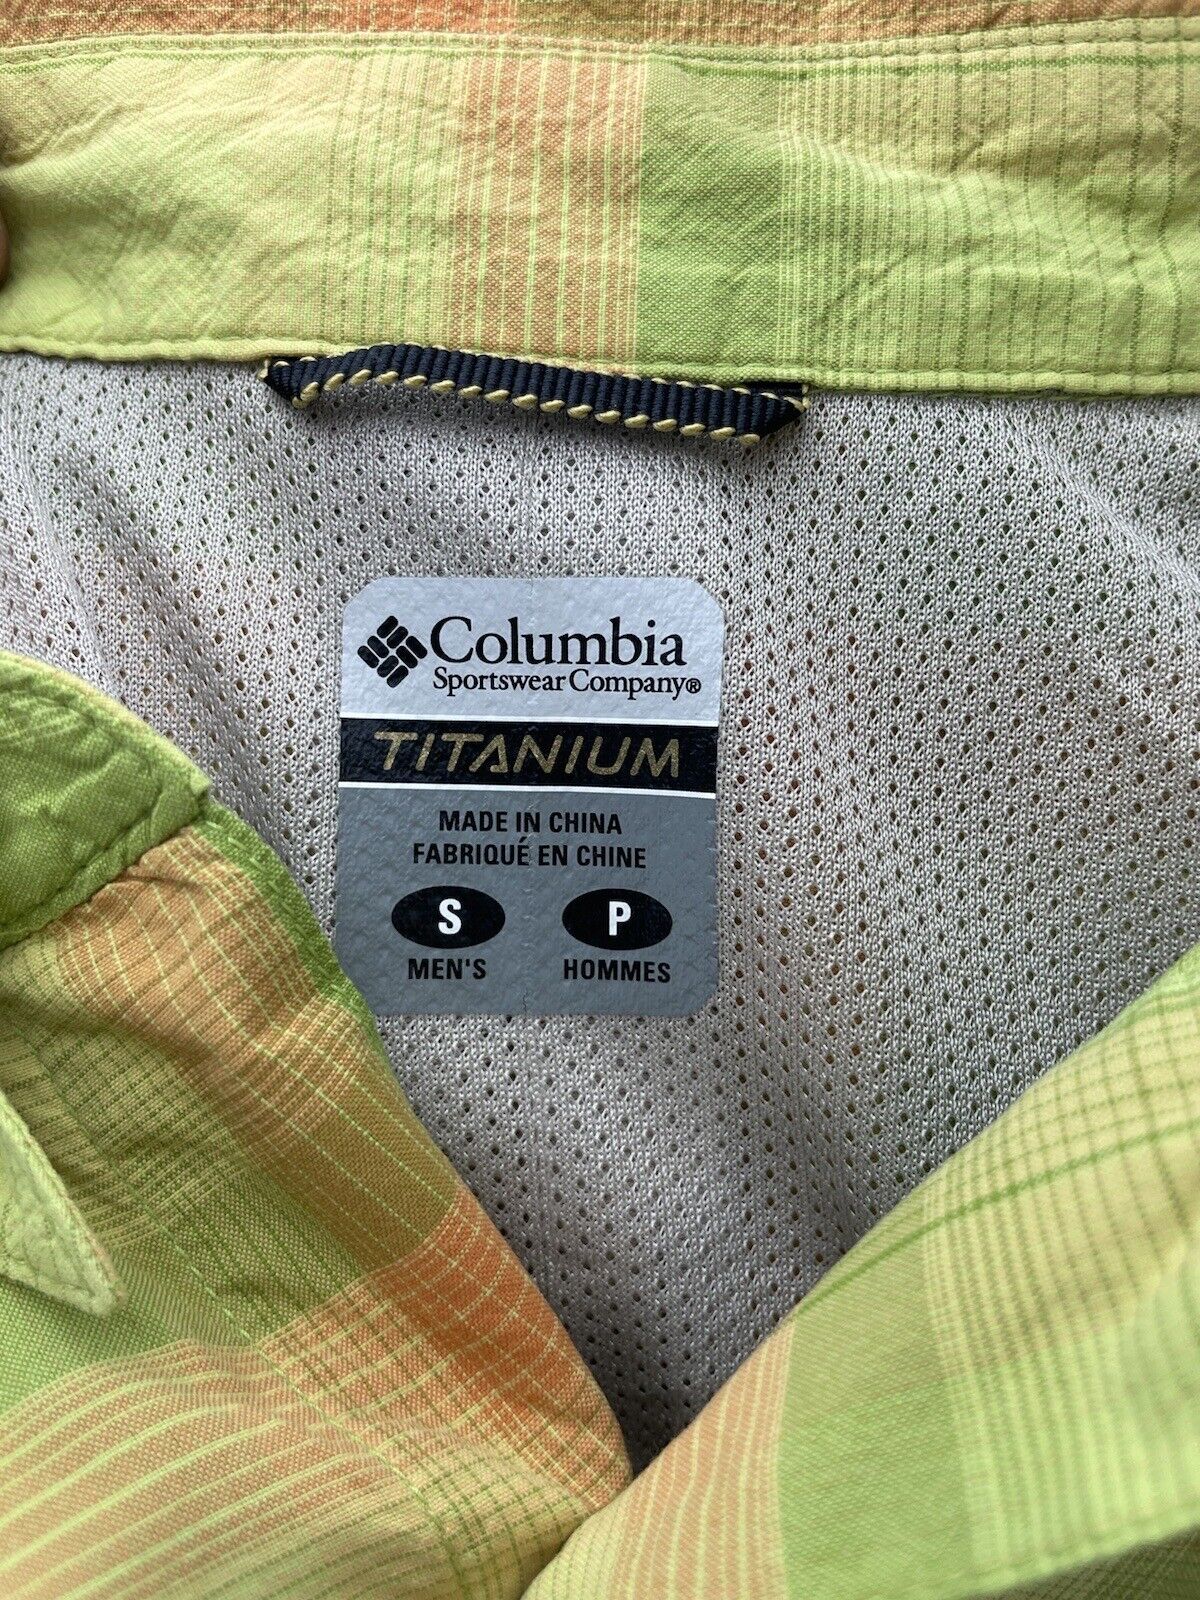 Columbia
Sportswear Company®
TITANIUM
MADE IN CHINA
FABRIQUÉ EN CHINE
S P
MEN'S HOMMES